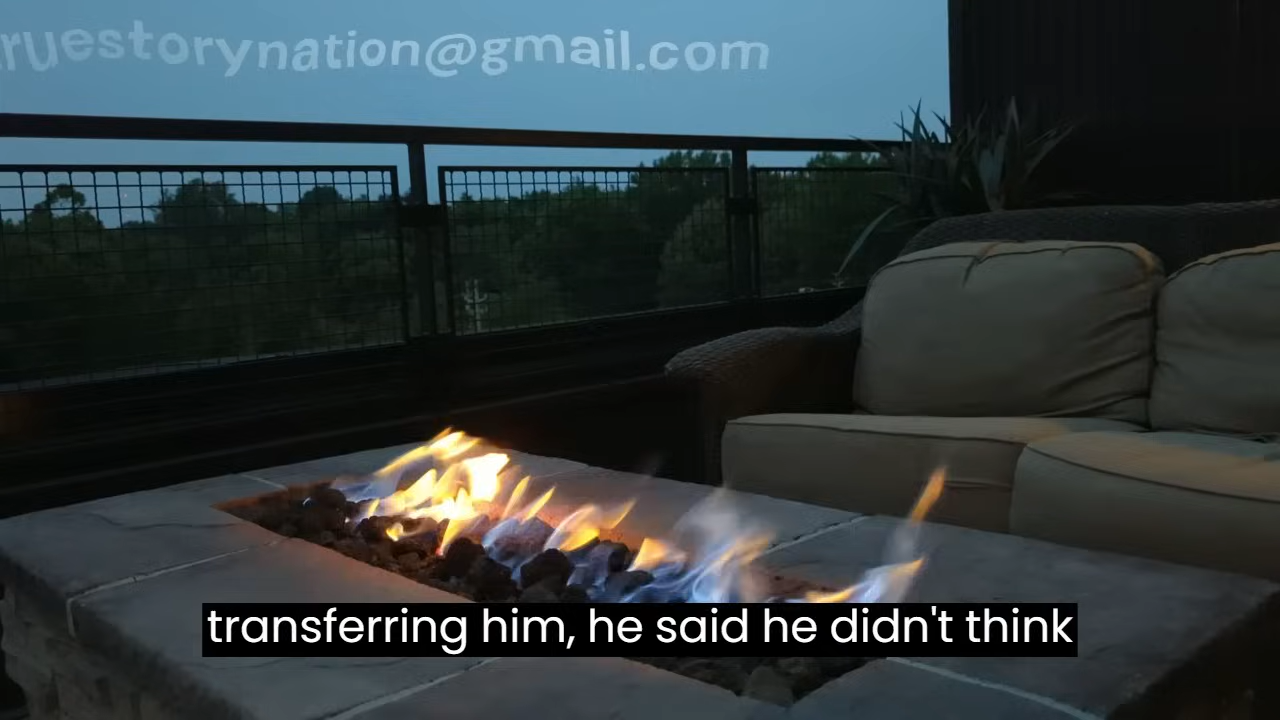 ruestorynation@gmail.com
transferring him, he said he didn't think